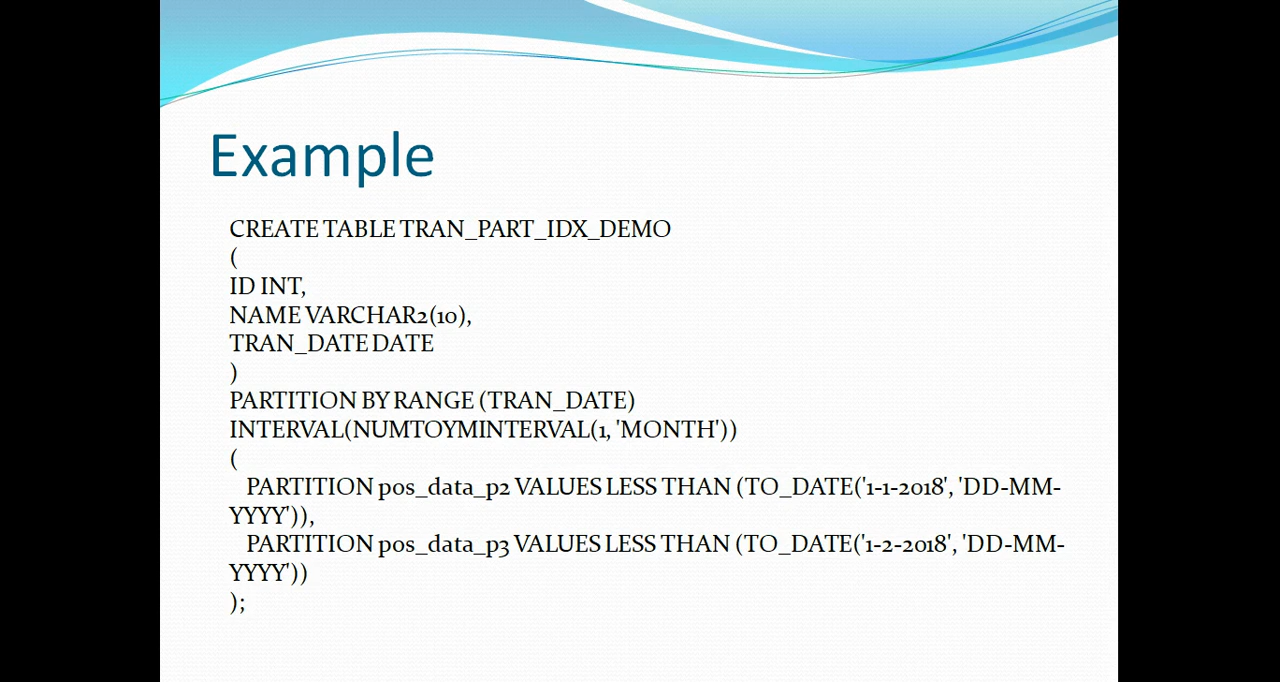 Example
CREATE TABLE TRAN_PART_IDX_DEMO
(
ID INT,
NAME VARCHAR2(10),
TRAN_DATE DATE
)
PARTITION BY RANGE (TRAN_DATE)
INTERVAL(NUMTOYMINTERVAL(1, 'MONTH'))
(
PARTITION pos_data_p2 VALUES LESS THAN (TO_DATE('1-1-2018', 'DD-MM-
YYYY')),
PARTITION pos_data_p3 VALUES LESS THAN (TO_DATE('1-2-2018', 'DD-MM-
YYYY'))
);